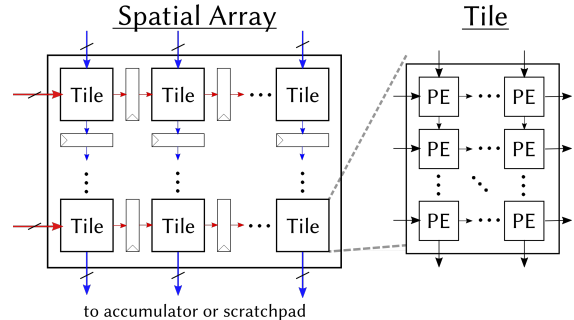 Spatial Array
Tile
Tile Tile ••• Tile
PE ••• PE
PE ••• PE
Tile Tile ••• Tile
PE ••• PE
to accumulator or scratchpad